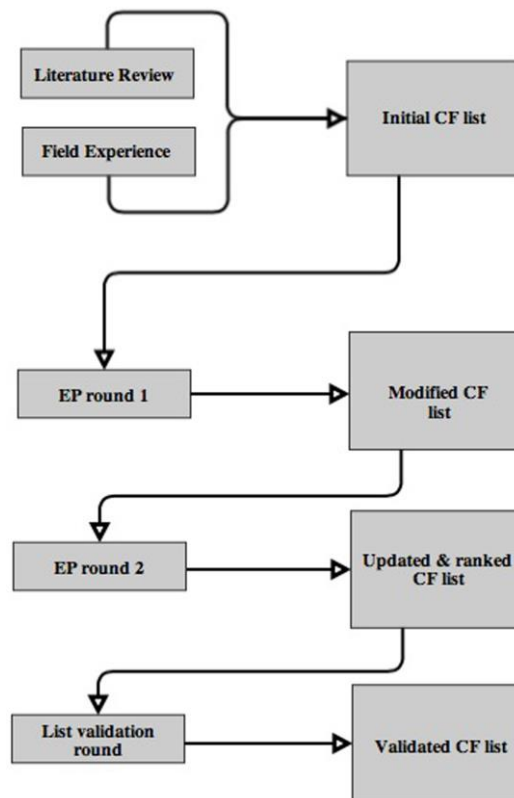 Literature Review
Initial CF list
Field Experience
EP round 1
Modified CF
list
EP round 2
Updated & ranked
CF list
List validation
round
Validated CF list